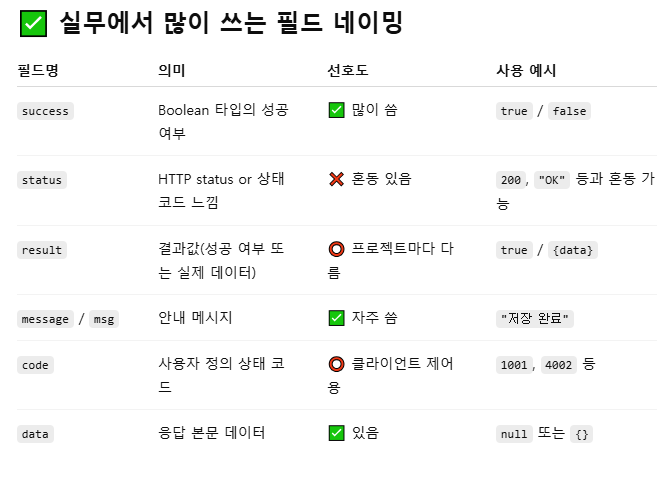 ✅ 실무에서 많이 쓰는 필드 네이밍
필드명 의미 선호도 사용 예시
success Boolean 타입의 성공 ✅ 많이 씀 true / false
여부
status HTTP status or 상태 ❌ 혼동 있음 200, "OK" 등과 혼동 가
코드 느낌 능
result 결과값(성공 여부 또 ⭕ 프로젝트마다 다 true / {data}
는 실제 데이터) 름
message / msg 안내 메시지 ✅ 자주 씀 "저장 완료"
code 사용자 정의 상태 코 ⭕ 클라이언트 제어 1001, 4002 등
드 용
data 응답 본문 데이터 ✅ 있음 null 또는 {}